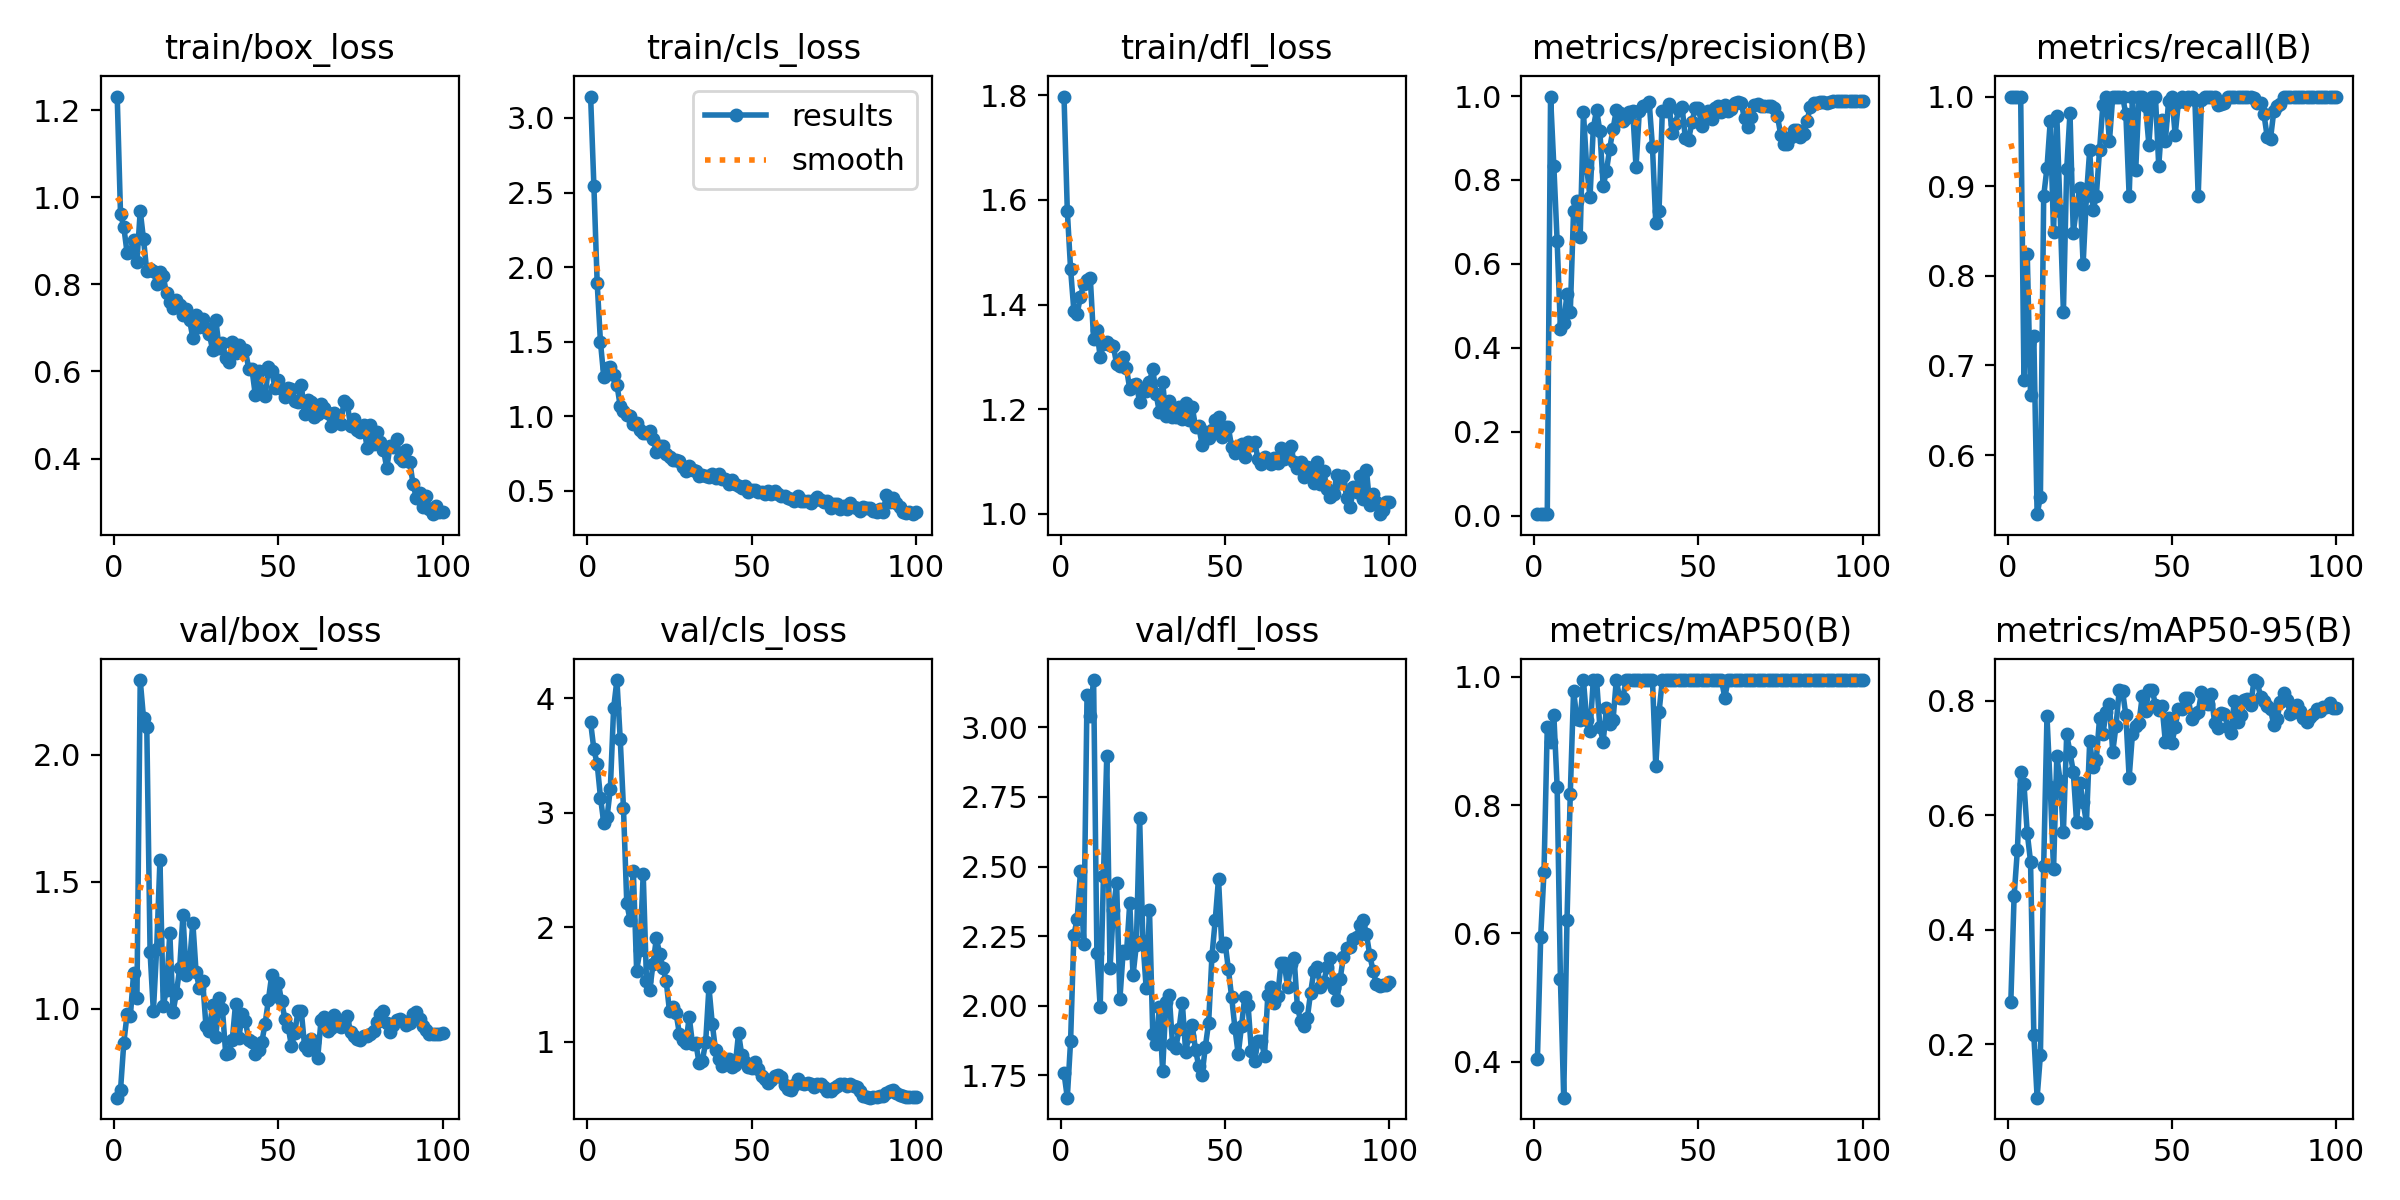 train/box_loss
1.2
1.0
0.8
0.6
0.4
0 50 100
train/cls_loss
results
smooth
3.0
2.5
2.0
1.5
1.0
0.5
0 50 100
train/dfl_loss
1.8
1.6
1.4
1.2
1.0
0 50 100
metrics/precision(B)
1.0
0.8
0.6
0.4
0.2
0.0
0 50 100
metrics/recall(B)
1.0
0.9
0.8
0.7
0.6
0 50 100
val/box_loss
2.0
1.5
1.0
0 50 100
val/cls_loss
4
3
2
1
0 50 100
val/dfl_loss
3.00
2.75
2.50
2.25
2.00
1.75
0 50 100
metrics/mAP50(B)
1.0
0.8
0.6
0.4
0 50 100
metrics/mAP50-95(B)
0.8
0.6
0.4
0.2
0 50 100